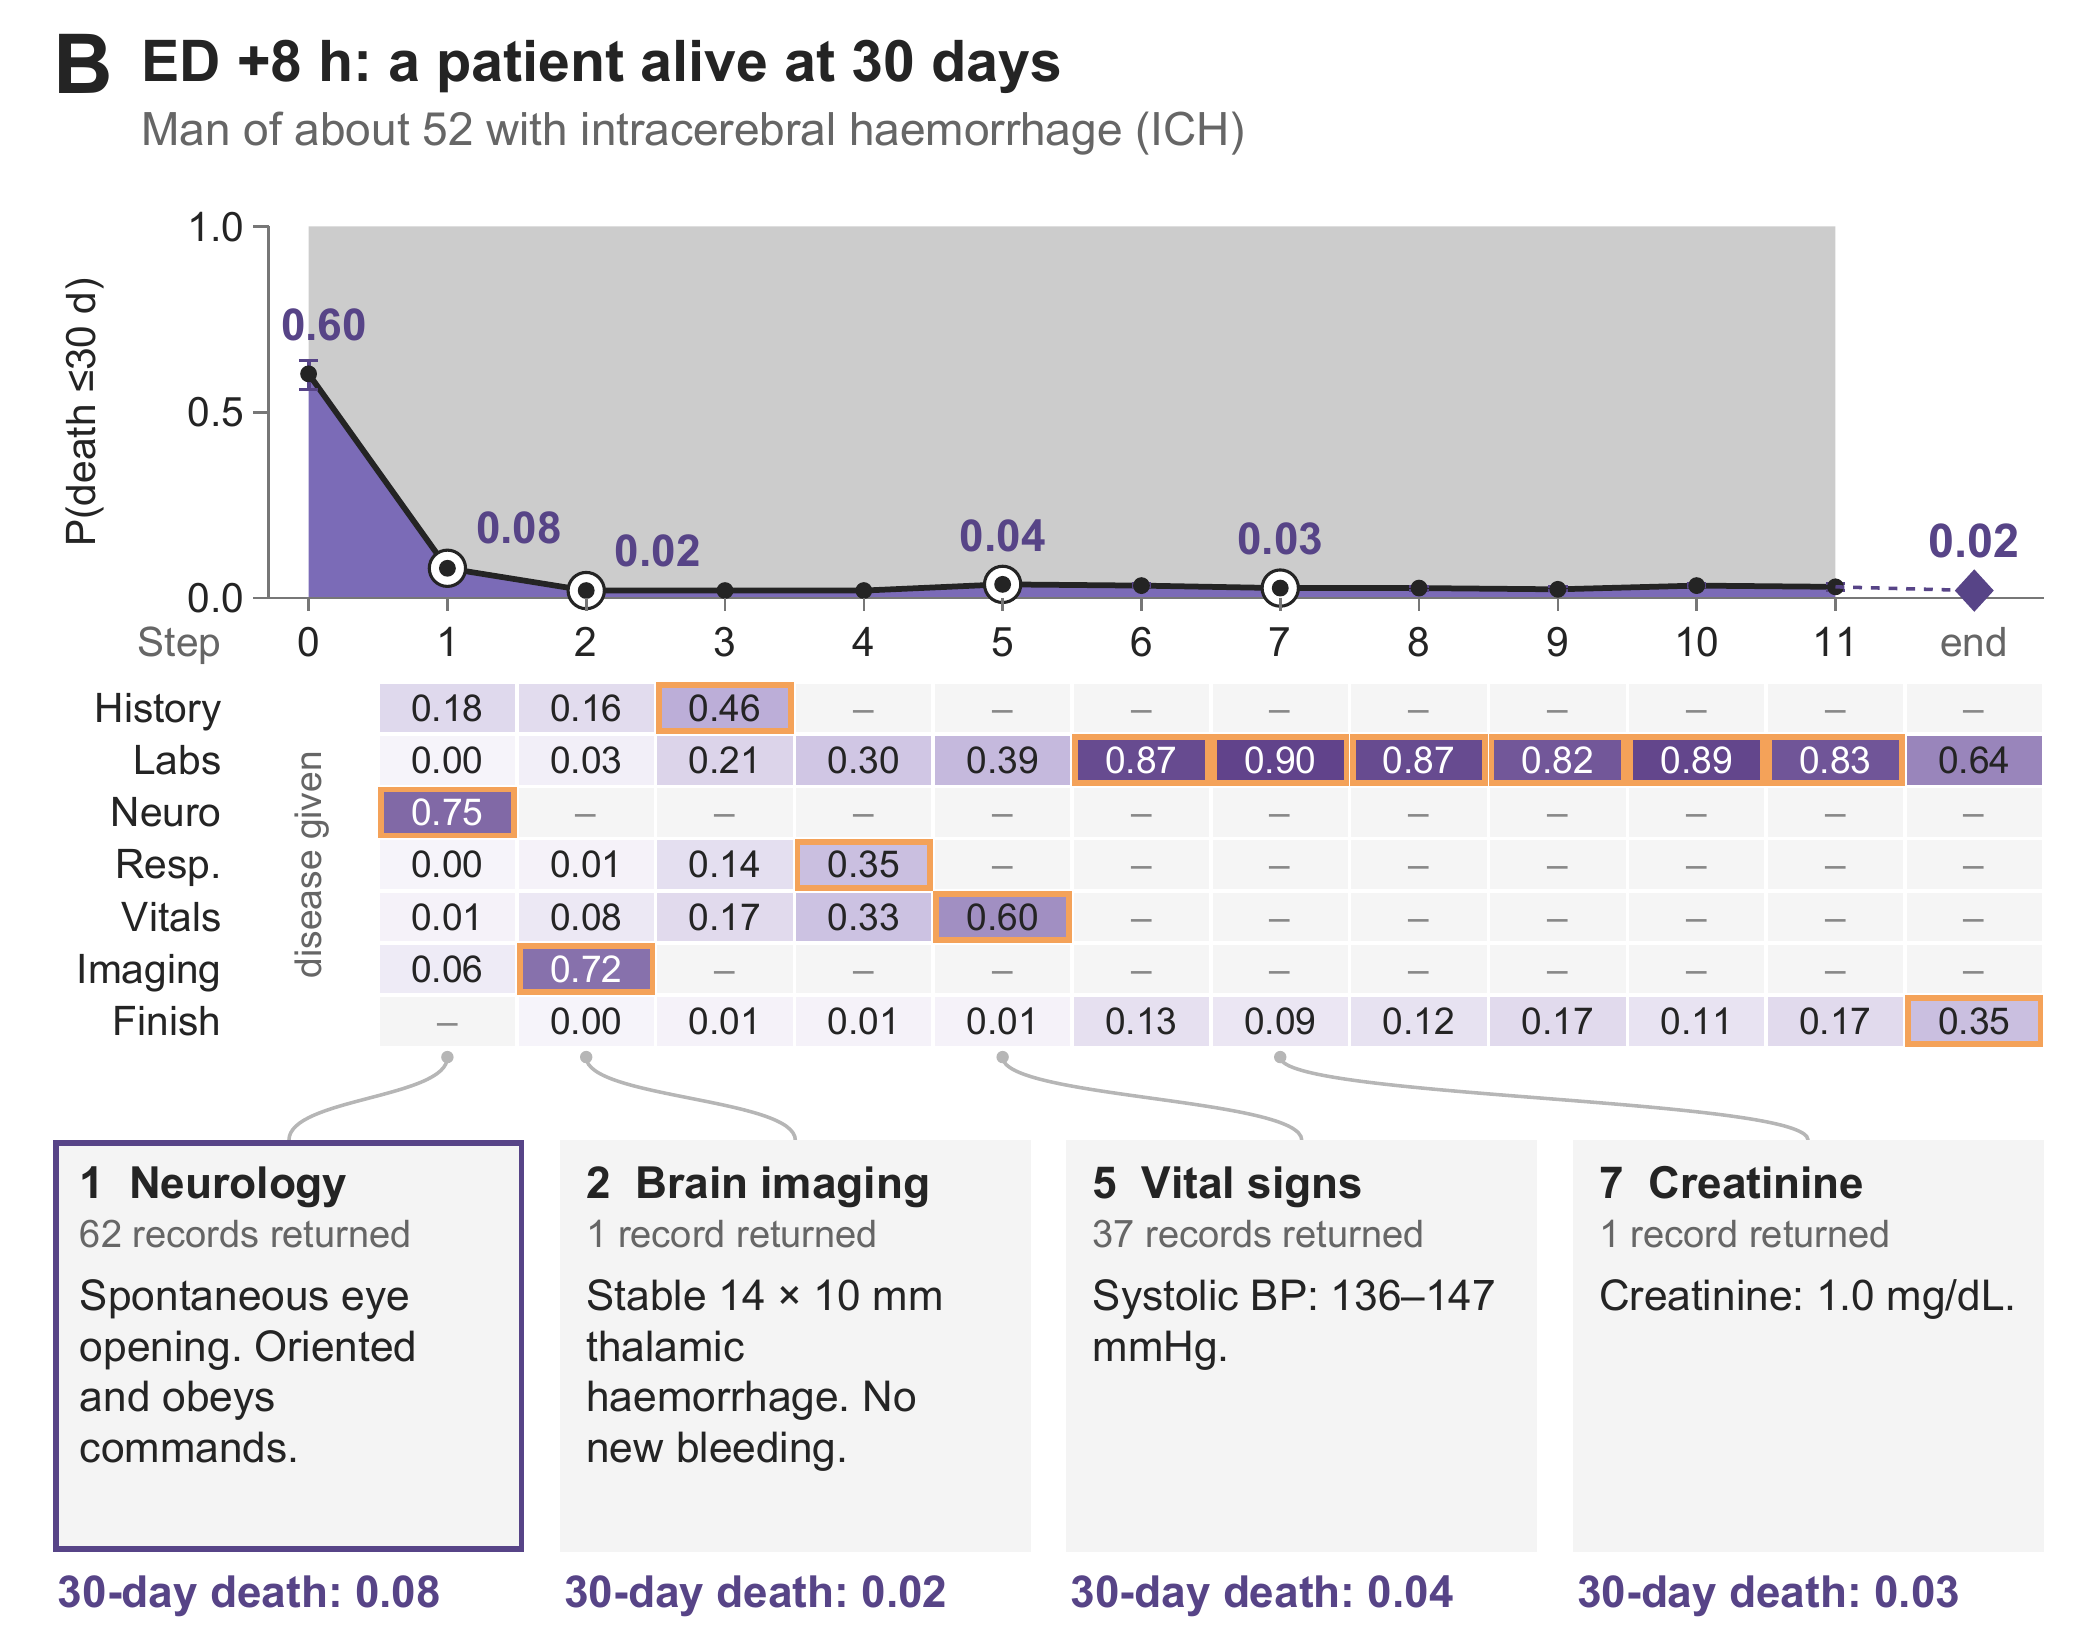 B ED +8 h: a patient alive at 30 days
Man of about 52 with intracerebral haemorrhage (ICH)
P(death ≤30 d)
1.0
0.5
0.0
0.60
0.08
0.02
0.04
0.03
0.02
Step 0 1 2 3 4 5 6 7 8 9 10 11 end
disease given
History 0.18 0.16 0.46 – – – – – – – – –
Labs 0.00 0.03 0.21 0.30 0.39 0.87 0.90 0.87 0.82 0.89 0.83 0.64
Neuro 0.75 – – – – – – – – – – –
Resp. 0.00 0.01 0.14 0.35 – – – – – – – –
Vitals 0.01 0.08 0.17 0.33 0.60 – – – – – – –
Imaging 0.06 0.72 – – – – – – – – – –
Finish – 0.00 0.01 0.01 0.01 0.13 0.09 0.12 0.17 0.11 0.17 0.35
1 Neurology
62 records returned
Spontaneous eye
opening. Oriented
and obeys
commands.
30-day death: 0.08
2 Brain imaging
1 record returned
Stable 14 × 10 mm
thalamic
haemorrhage. No
new bleeding.
30-day death: 0.02
5 Vital signs
37 records returned
Systolic BP: 136–147
mmHg.
30-day death: 0.04
7 Creatinine
1 record returned
Creatinine: 1.0 mg/dL.
30-day death: 0.03